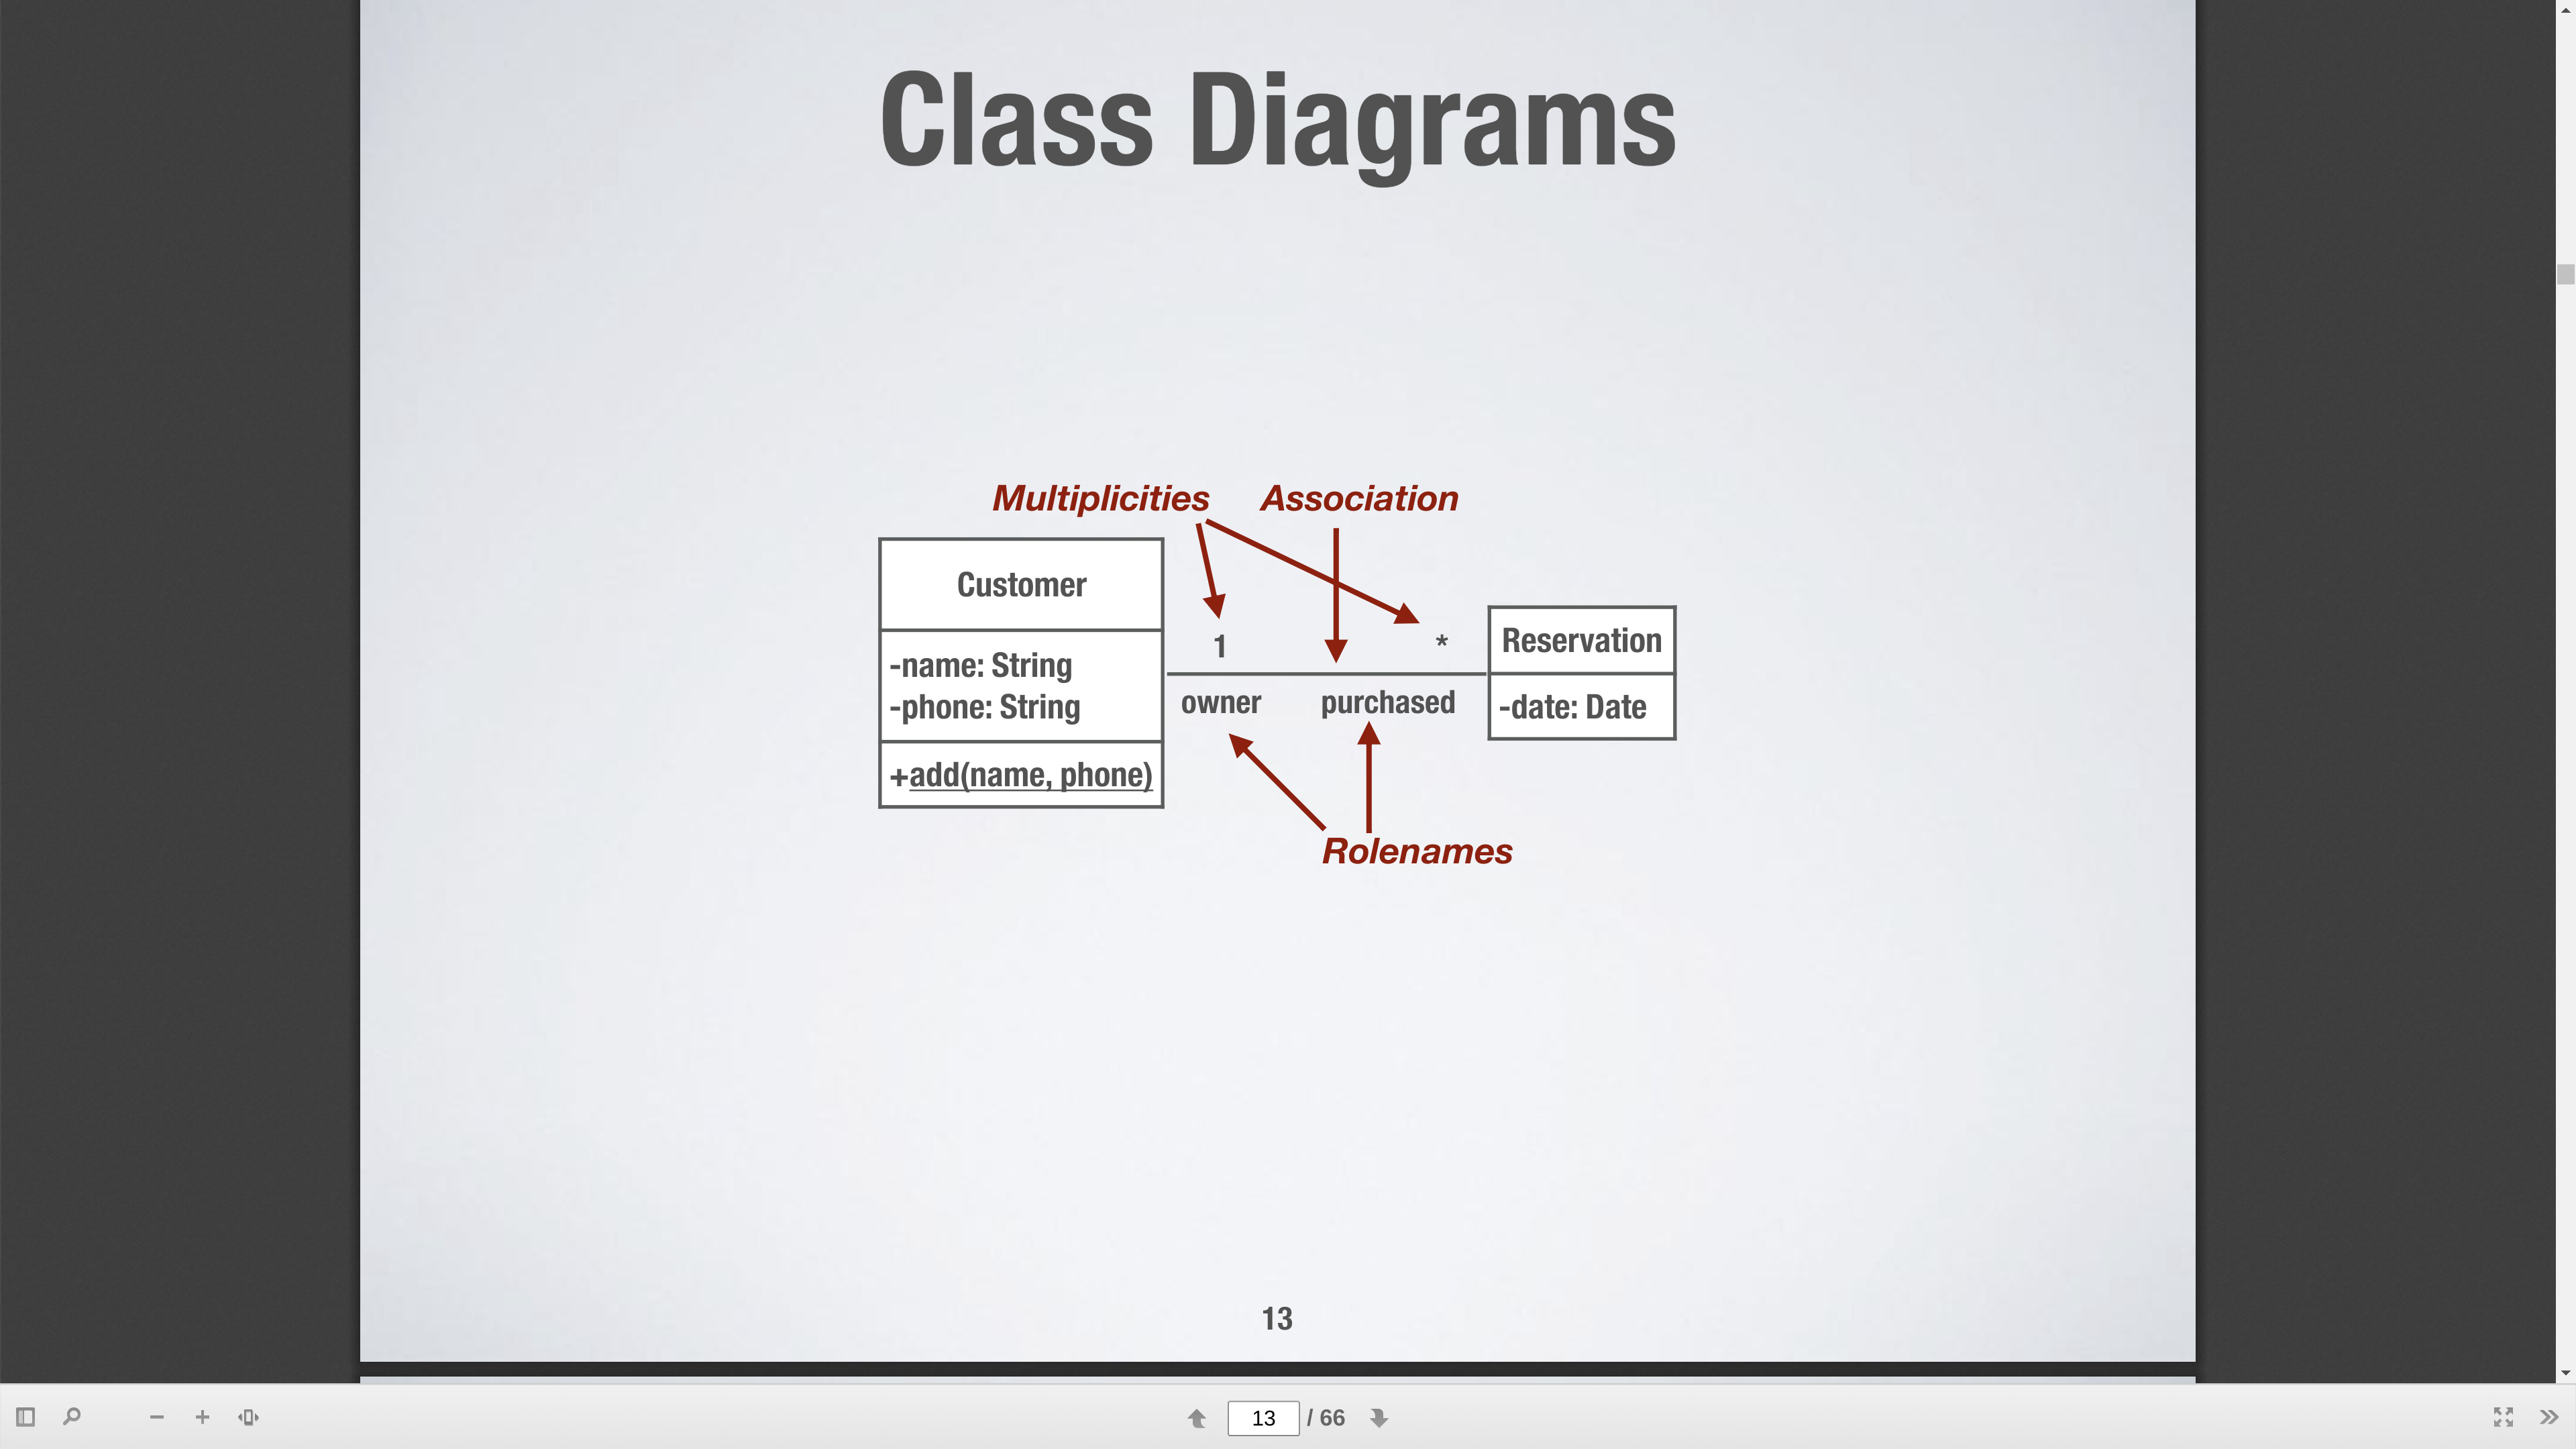 Class Diagrams
Multiplicities Association
Customer
-name: String
-phone: String
+add(name, phone)
1 *
owner purchased
Reservation
-date: Date
Rolenames
13
13 / 66